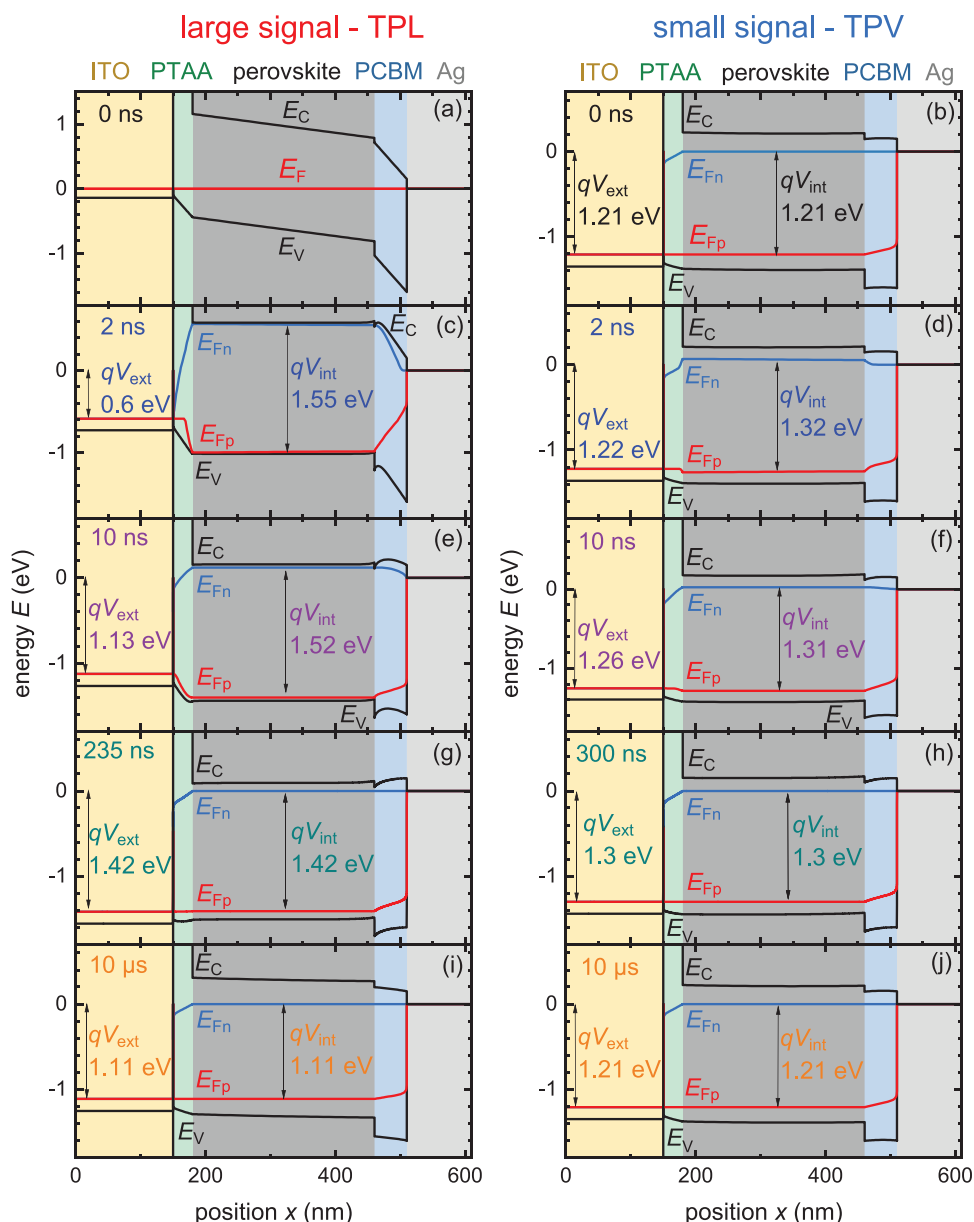 large signal - TPL
small signal - TPV
ITO PTAA perovskite PCBM Ag
ITO PTAA perovskite PCBM Ag
energy E (eV)
energy E (eV)
0 ns
(a)
E_C
E_F
E_V
1
0
-1
0 ns
(b)
E_C
E_Fn
qV_ext
1.21 eV
qV_int
1.21 eV
E_Fp
E_V
0
-1
2 ns
(c)
E_C
E_Fn
qV_ext
0.6 eV
qV_int
1.55 eV
E_Fp
E_V
0
-1
2 ns
(d)
E_C
E_Fn
qV_ext
1.22 eV
qV_int
1.32 eV
E_Fp
E_V
0
-1
10 ns
(e)
E_C
E_Fn
qV_ext
1.13 eV
qV_int
1.52 eV
E_Fp
E_V
0
-1
10 ns
(f)
E_C
E_Fn
qV_ext
1.26 eV
qV_int
1.31 eV
E_Fp
E_V
0
-1
235 ns
(g)
E_C
E_Fn
qV_ext
1.42 eV
qV_int
1.42 eV
E_Fp
0
-1
300 ns
(h)
E_C
E_Fn
qV_ext
1.3 eV
qV_int
1.3 eV
E_Fp
E_V
0
-1
10 µs
(i)
E_C
E_Fn
qV_ext
1.11 eV
qV_int
1.11 eV
E_Fp
E_V
0
-1
10 µs
(j)
E_C
E_Fn
qV_ext
1.21 eV
qV_int
1.21 eV
E_Fp
E_V
0
-1
0 200 400 600
position x (nm)
0 200 400 600
position x (nm)